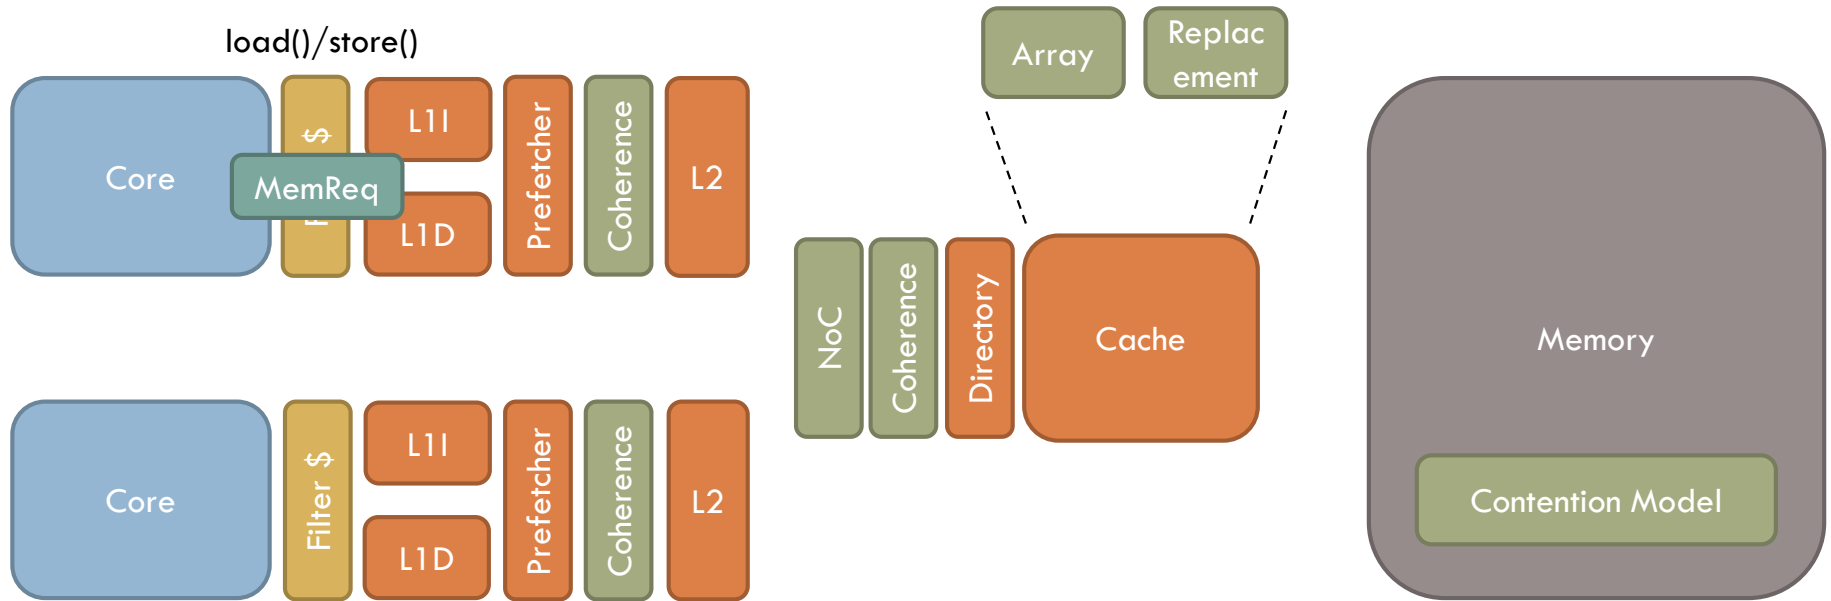 load()/store()
Core
$
MemReq
L1I
L1D
Prefetcher
Coherence
L2
Array
Replac
ement
NoC
Coherence
Directory
Cache
Memory
Contention Model
Core
Filter $
L1I
L1D
Prefetcher
Coherence
L2